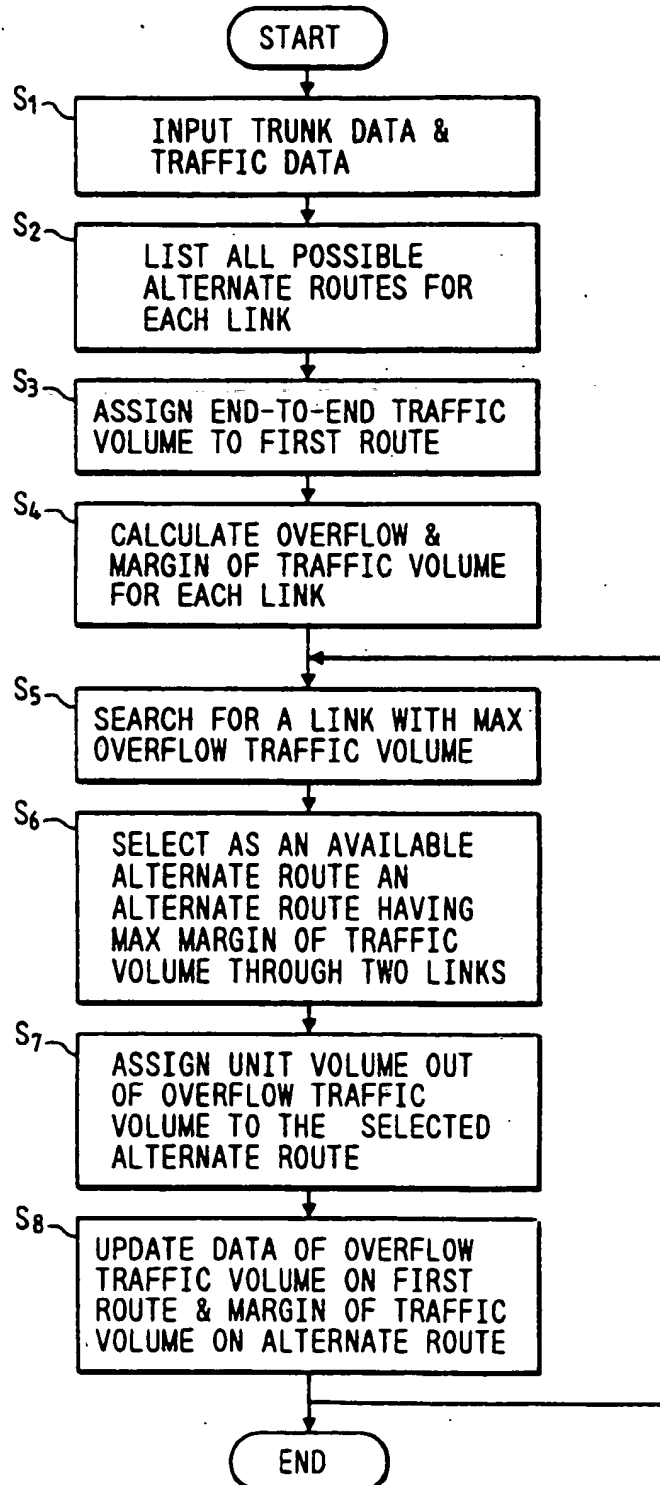 START
S1
INPUT TRUNK DATA &
TRAFFIC DATA
S2
LIST ALL POSSIBLE
ALTERNATE ROUTES FOR
EACH LINK
S3
ASSIGN END-TO-END TRAFFIC
VOLUME TO FIRST ROUTE
S4
CALCULATE OVERFLOW &
MARGIN OF TRAFFIC VOLUME
FOR EACH LINK
S5
SEARCH FOR A LINK WITH MAX
OVERFLOW TRAFFIC VOLUME
S6
SELECT AS AN AVAILABLE
ALTERNATE ROUTE AN
ALTERNATE ROUTE HAVING
MAX MARGIN OF TRAFFIC
VOLUME THROUGH TWO LINKS
S7
ASSIGN UNIT VOLUME OUT
OF OVERFLOW TRAFFIC
VOLUME TO THE SELECTED
ALTERNATE ROUTE
S8
UPDATE DATA OF OVERFLOW
TRAFFIC VOLUME ON FIRST
ROUTE & MARGIN OF TRAFFIC
VOLUME ON ALTERNATE ROUTE
END